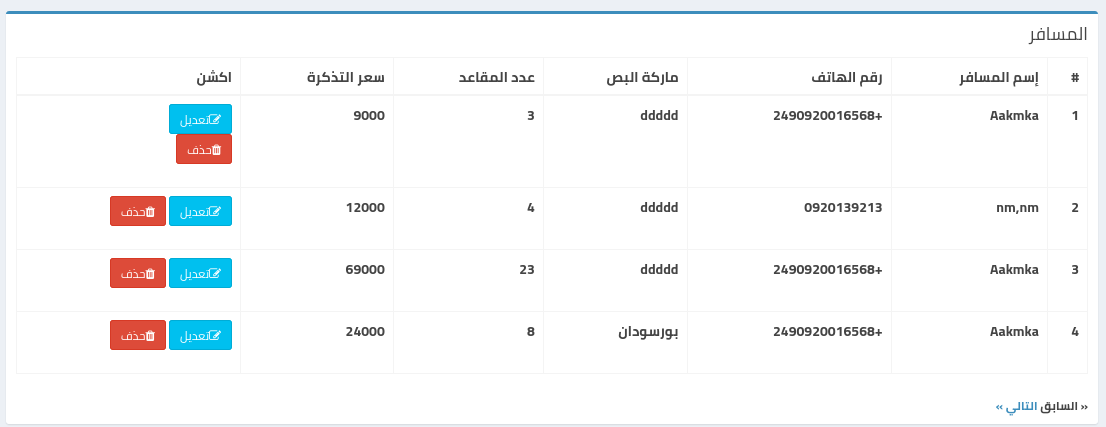 المسافر
# إسم المسافر رقم الهاتف ماركة البص عدد المقاعد سعر التذكرة اكشن
1 Aakmka 2490920016568+ ddddd 3 9000 تعديل
حذف
2 nm,nm 0920139213 ddddd 4 12000 تعديل حذف
3 Aakmka 2490920016568+ ddddd 23 69000 تعديل حذف
4 Aakmka 2490920016568+ بورسودان 8 24000 تعديل حذف
« السابق التالي »